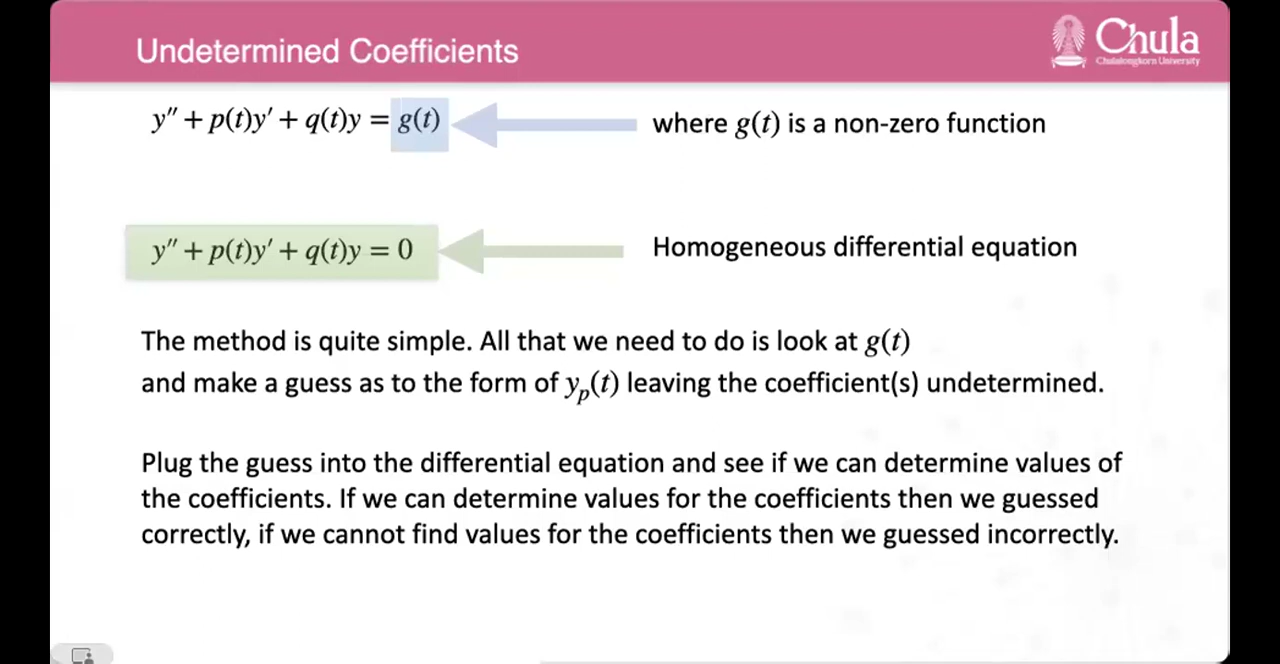 Undetermined Coefficients
Chula
Chulalongkorn University
y″ + p(t)y′ + q(t)y = g(t)
where g(t) is a non-zero function
y″ + p(t)y′ + q(t)y = 0
Homogeneous differential equation
The method is quite simple. All that we need to do is look at g(t)
and make a guess as to the form of yₚ(t) leaving the coefficient(s) undetermined.
Plug the guess into the differential equation and see if we can determine values of
the coefficients. If we can determine values for the coefficients then we guessed
correctly, if we cannot find values for the coefficients then we guessed incorrectly.